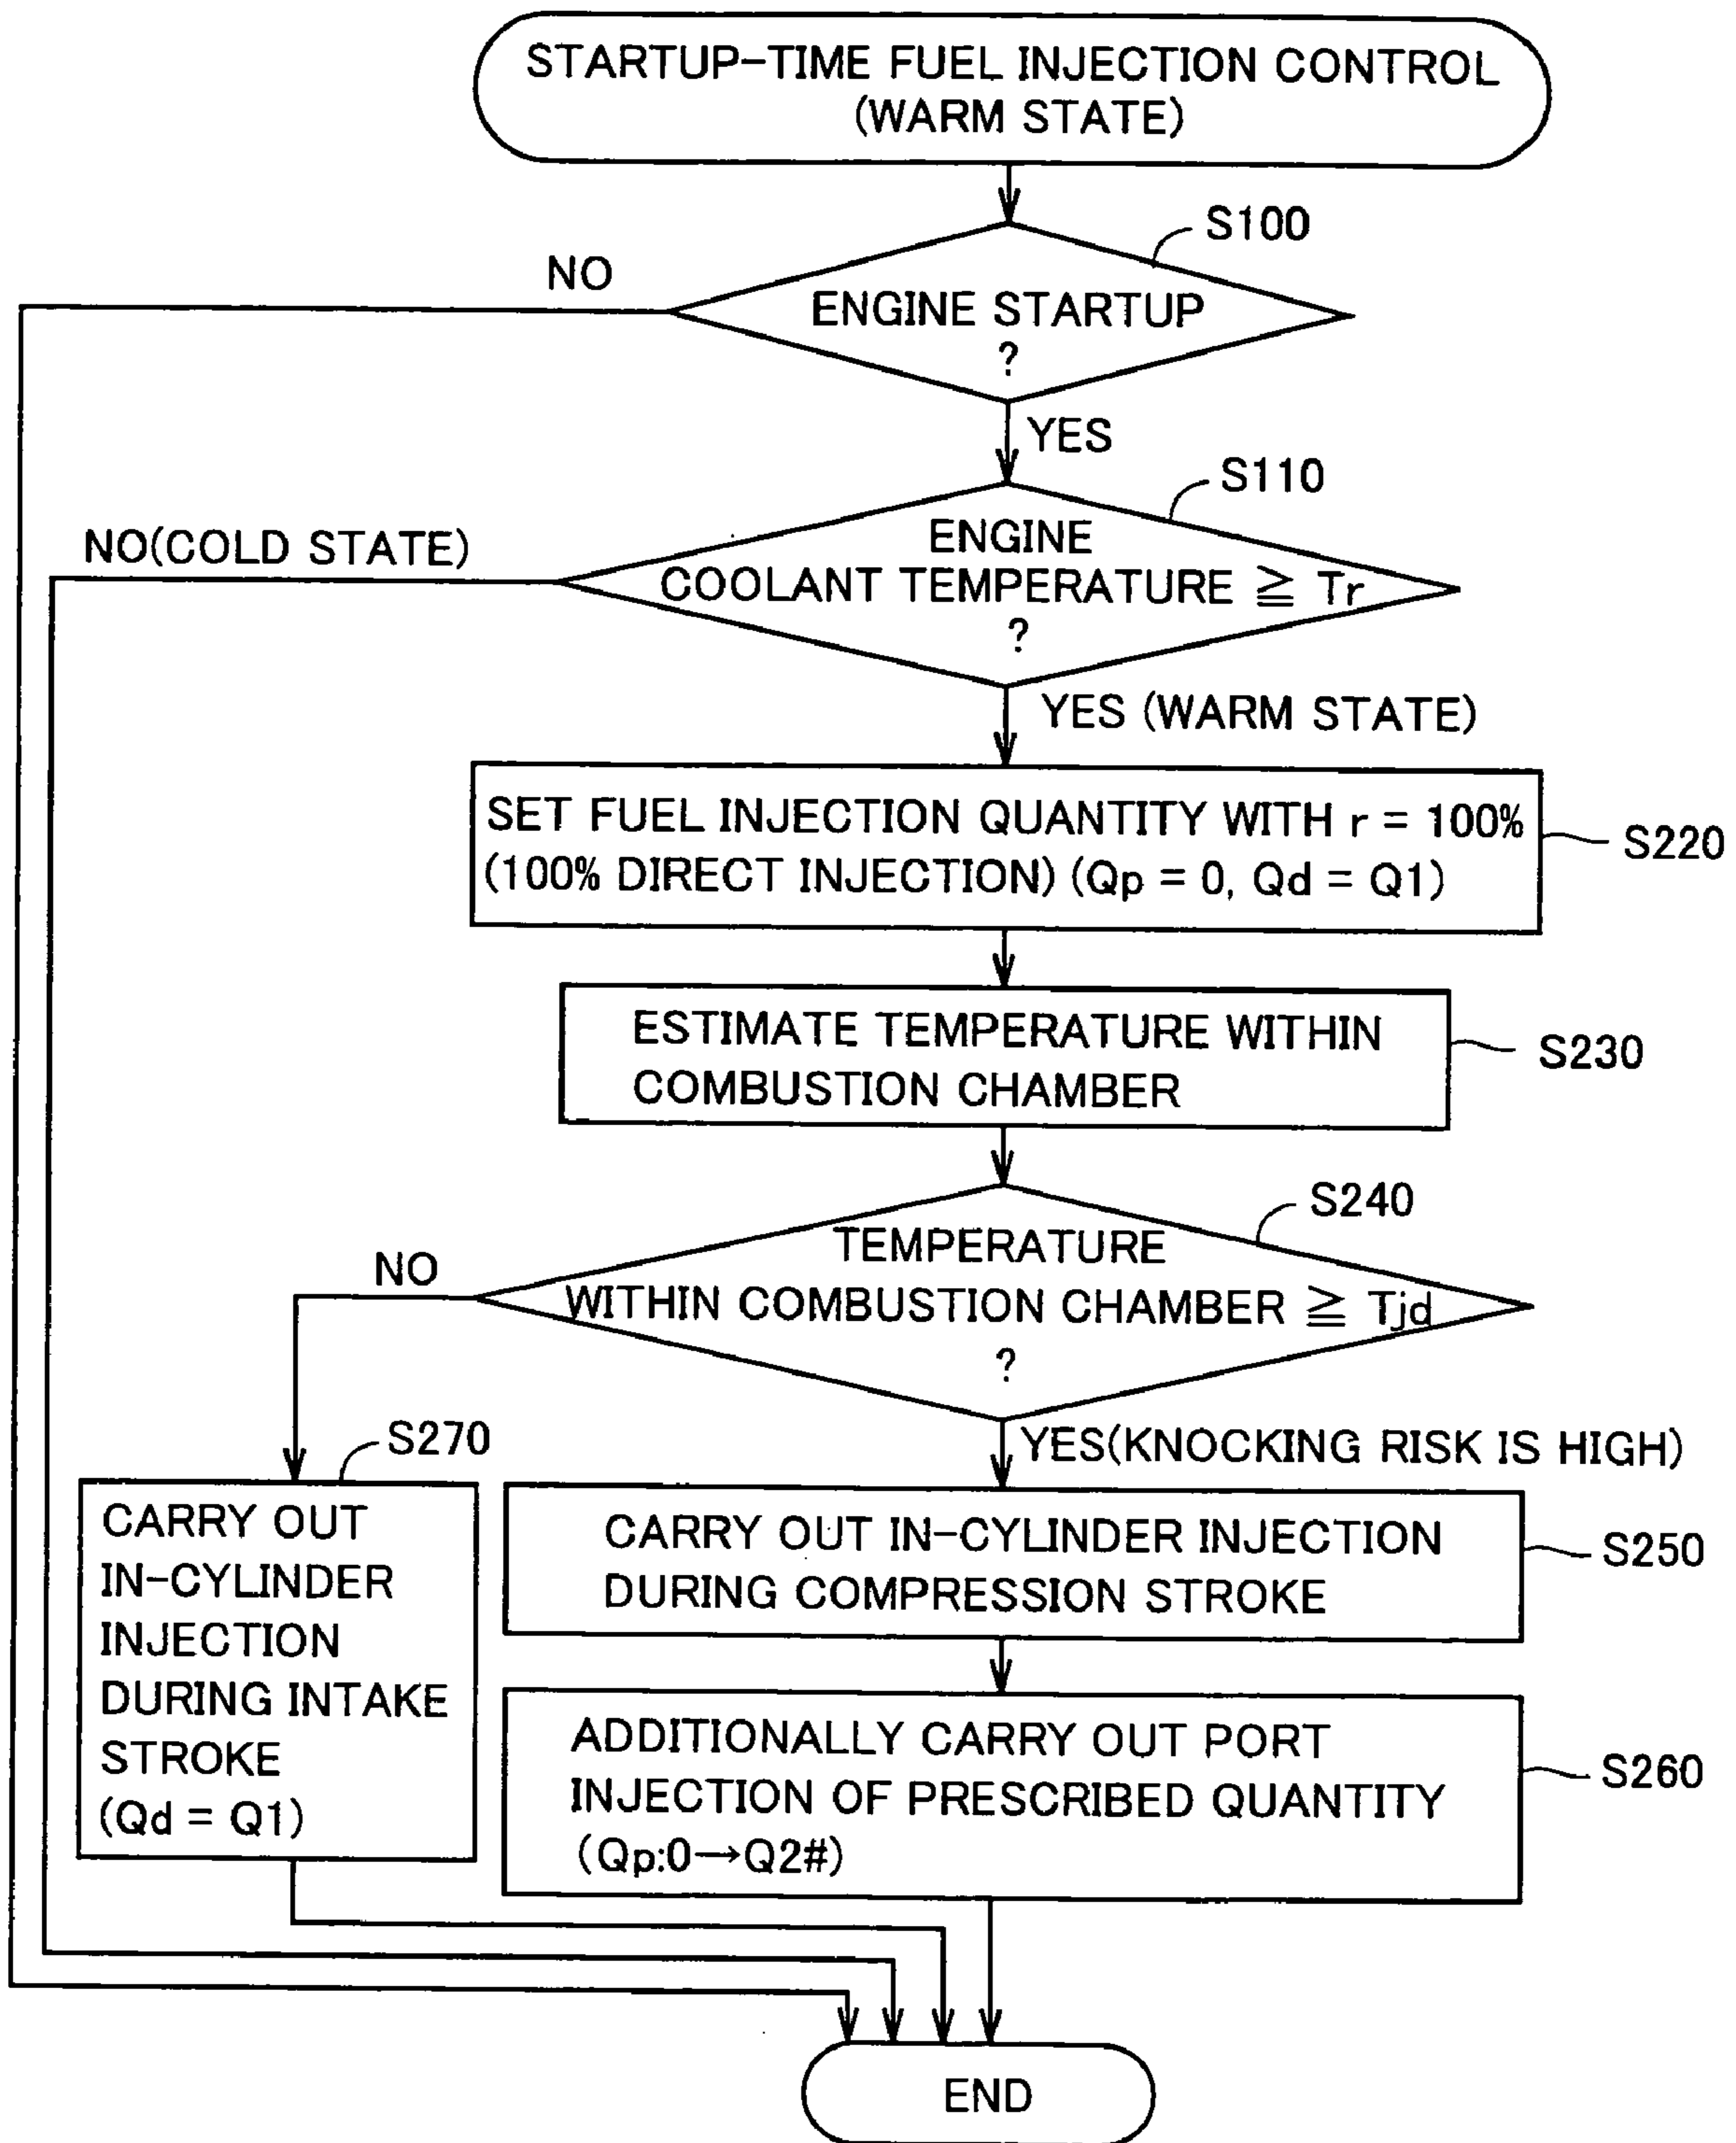 STARTUP-TIME FUEL INJECTION CONTROL
(WARM STATE)
S100
NO
ENGINE STARTUP
?
YES
S110
NO(COLD STATE)
ENGINE
COOLANT TEMPERATURE ≧ Tr
?
YES (WARM STATE)
SET FUEL INJECTION QUANTITY WITH r = 100%
(100% DIRECT INJECTION) (Qp = 0, Qd = Q1)
S220
ESTIMATE TEMPERATURE WITHIN
COMBUSTION CHAMBER
S230
S240
NO
TEMPERATURE
WITHIN COMBUSTION CHAMBER ≧ Tjd
?
YES(KNOCKING RISK IS HIGH)
S270
CARRY OUT
IN-CYLINDER
INJECTION
DURING INTAKE
STROKE
(Qd = Q1)
CARRY OUT IN-CYLINDER INJECTION
DURING COMPRESSION STROKE
S250
ADDITIONALLY CARRY OUT PORT
INJECTION OF PRESCRIBED QUANTITY
(Qp:0→Q2#)
S260
END